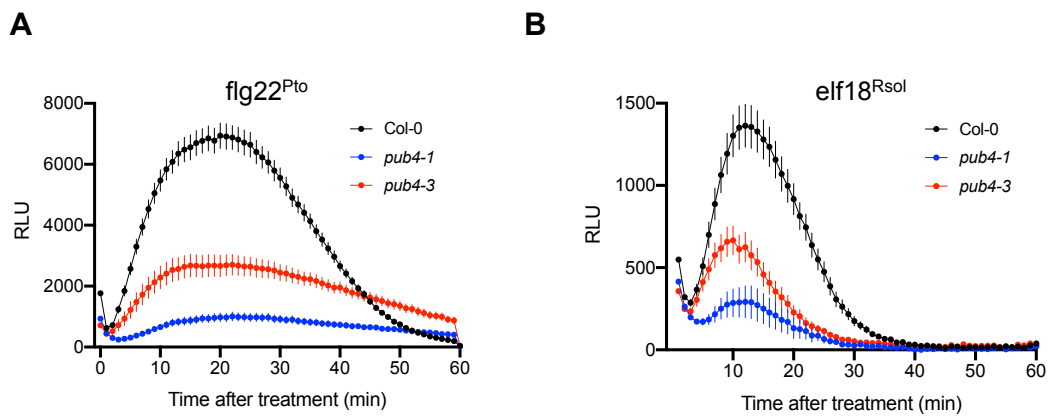 A
flg22Pto
8000
6000
4000
2000
0
RLU
0 10 20 30 40 50 60
Time after treatment (min)
Col-0
pub4-1
pub4-3
B
elf18Rsol
1500
1000
500
0
RLU
10 20 30 40 50 60
Time after treatment (min)
Col-0
pub4-1
pub4-3